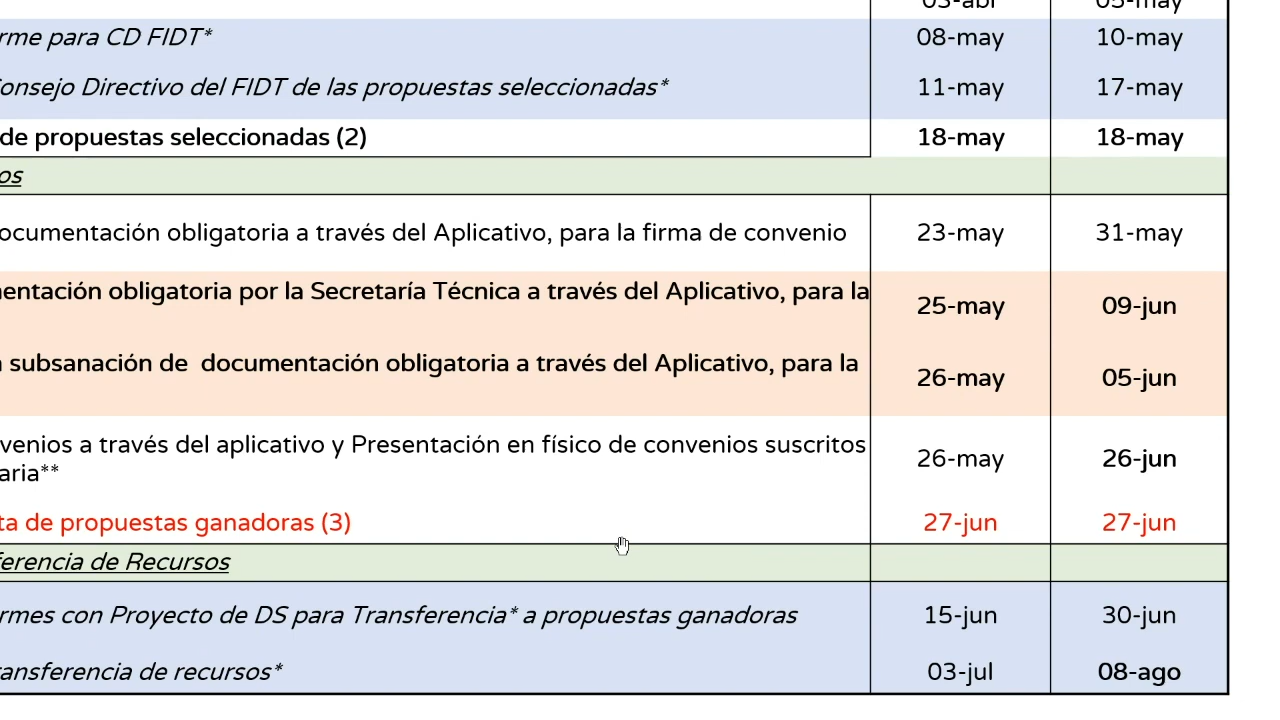 03-abr 05-may
rme para CD FIDT* 08-may 10-may
onsejo Directivo del FIDT de las propuestas seleccionadas* 11-may 17-may
de propuestas seleccionadas (2) 18-may 18-may
os
ocumentación obligatoria a través del Aplicativo, para la firma de convenio 23-may 31-may
entación obligatoria por la Secretaría Técnica a través del Aplicativo, para la 25-may 09-jun
subsanación de documentación obligatoria a través del Aplicativo, para la 26-may 05-jun
venios a través del aplicativo y Presentación en físico de convenios suscritos 26-may 26-jun
aria**
ta de propuestas ganadoras (3) 27-jun 27-jun
ferencia de Recursos
rmes con Proyecto de DS para Transferencia* a propuestas ganadoras 15-jun 30-jun
ransferencia de recursos* 03-jul 08-ago